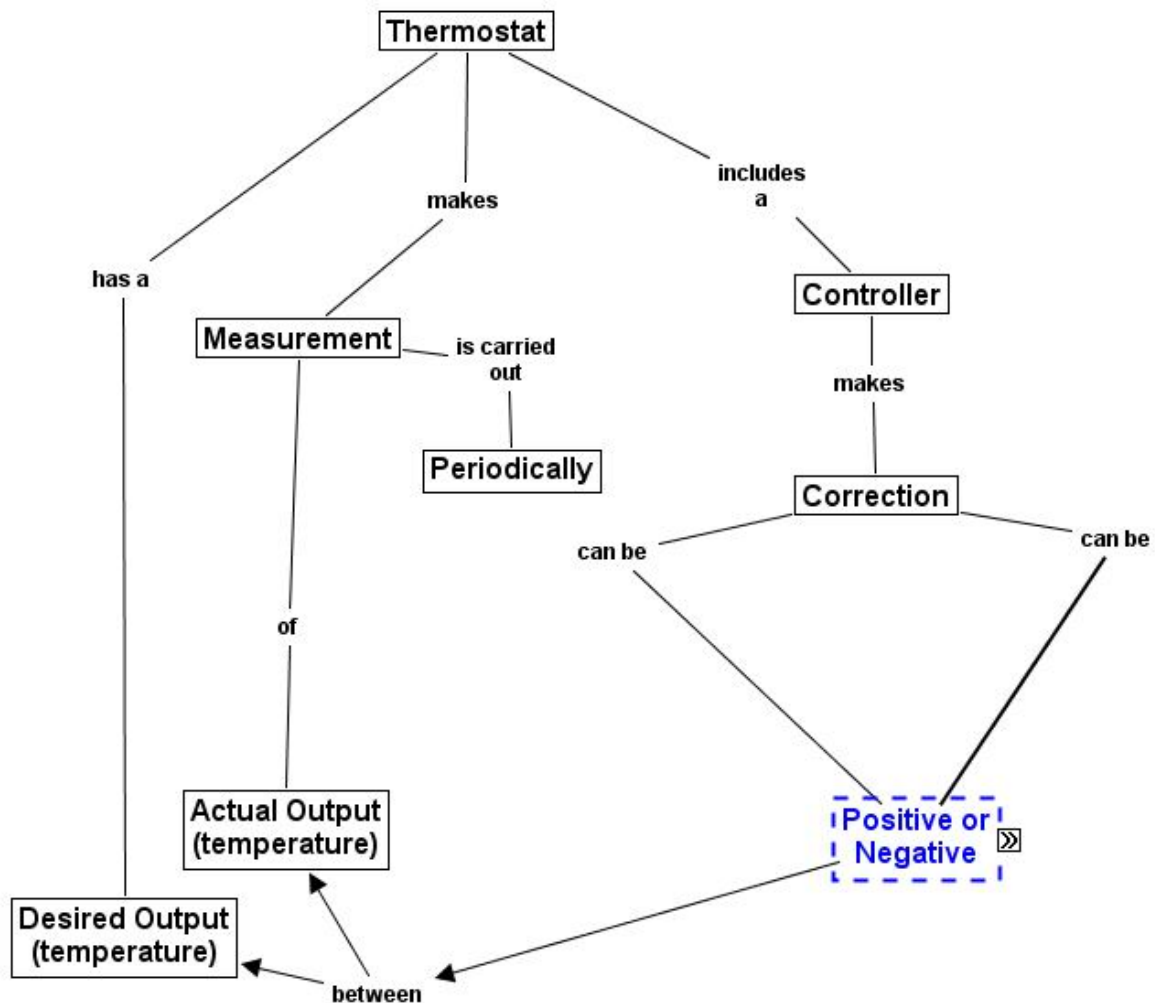 Thermostat
includes
a
makes
has a
Controller
Measurement
is carried
out
makes
Periodically
Correction
can be
can be
of
Actual Output
(temperature)
Positive or
Negative
Desired Output
(temperature)
between